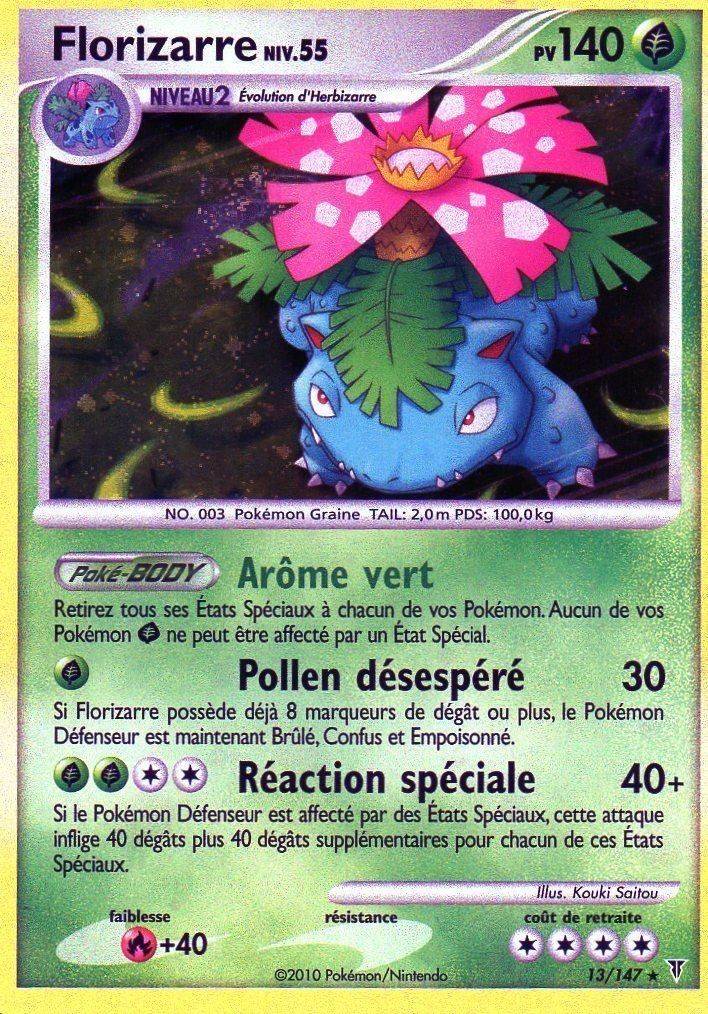 Florizarre NIV.55 PV 140
NIVEAU2 Évolution d'Herbizarre
NO. 003 Pokémon Graine TAIL: 2,0m PDS: 100,0kg
Poké-BODY Arôme vert
Retirez tous ses États Spéciaux à chacun de vos Pokémon. Aucun de vos
Pokémon ne peut être affecté par un État Spécial.
Pollen désespéré 30
Si Florizarre possède déjà 8 marqueurs de dégât ou plus, le Pokémon
Défenseur est maintenant Brûlé, Confus et Empoisonné.
Réaction spéciale 40+
Si le Pokémon Défenseur est affecté par des États Spéciaux, cette attaque
inflige 40 dégâts plus 40 dégâts supplémentaires pour chacun de ces États
Spéciaux.
Illus. Kouki Saitou
faiblesse résistance coût de retraite
+40
©2010 Pokémon/Nintendo 13/147 ★